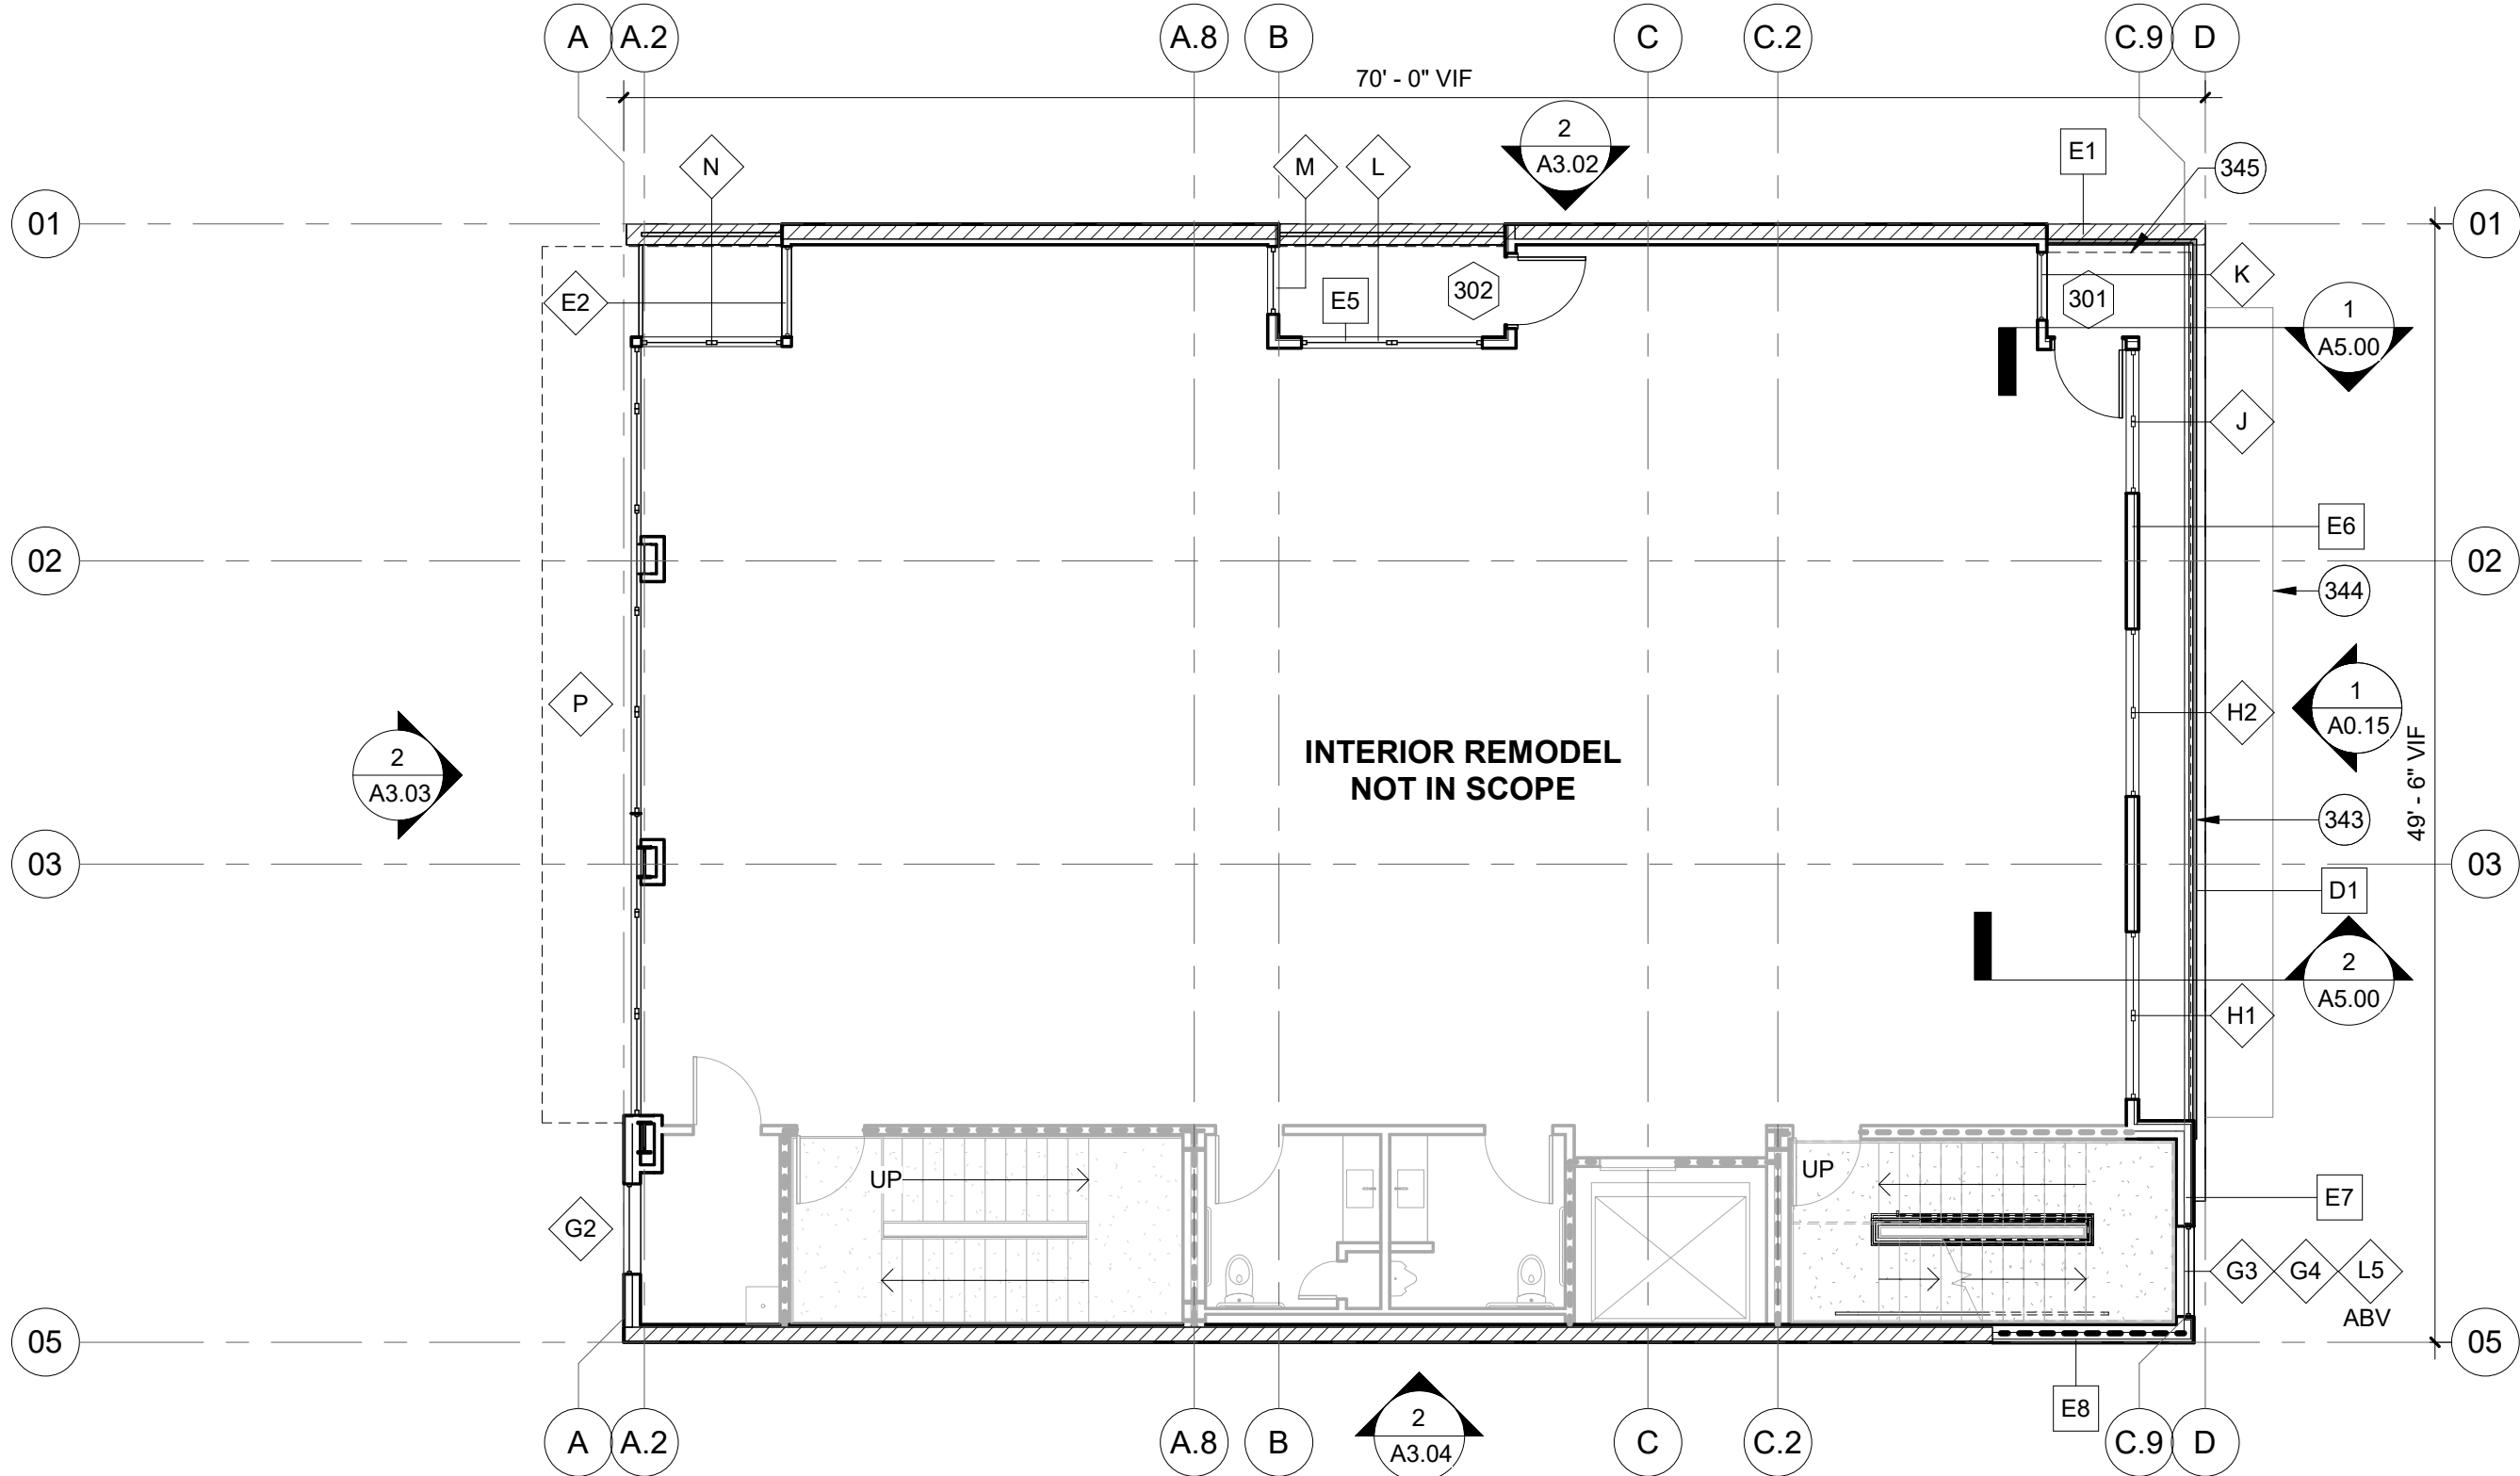 A A.2 A.8 B C C.2 C.9 D
70' - 0" VIF
2
A3.02
N M L E1 345
01 01
E2 E5 302 301 K
1
A5.00
J
E6
02 02
344
P H2
1
A0.15
2
A3.03
INTERIOR REMODEL
NOT IN SCOPE
49' - 6" VIF
343
03 03
D1
2
A5.00
H1
UP UP
E7
G2 G3 G4 L5
ABV
05 05
E8
2
A3.04
A A.2 A.8 B C C.2 C.9 D